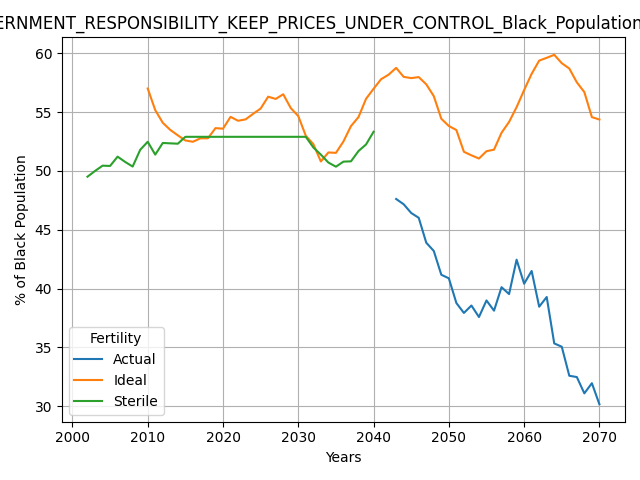 ERNMENT_RESPONSIBILITY_KEEP_PRICES_UNDER_CONTROL_Black_Population
60
55
50
45
40
35
30
% of Black Population
Fertility
Actual
Ideal
Sterile
2000 2010 2020 2030 2040 2050 2060 2070
Years